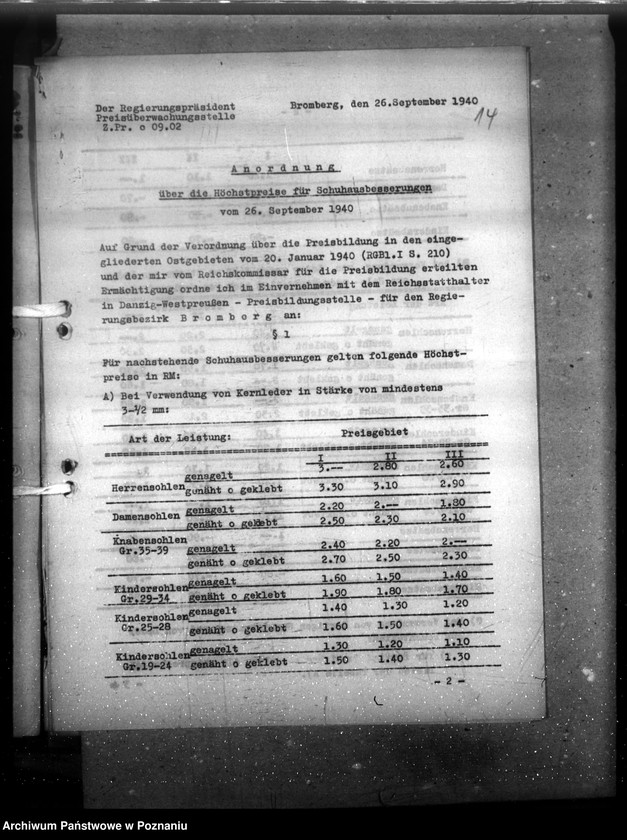 Der Regierungspräsident
Preisüberwachungsstelle
Z.Pr. o 09.02
Bromberg, den 26.September 1940
14
A n o r d n u n g
über die Höchstpreise für Schuhausbesserungen
vom 26. September 1940
Auf Grund der Verordnung über die Preisbildung in den einge-
gliederten Ostgebieten vom 20. Januar 1940 (RGBl.I S. 210)
und der mir vom Reichskommissar für die Preisbildung erteilten
Ermächtigung ordne ich im Einvernehmen mit dem Reichsstatthalter
in Danzig-Westpreußen - Preisbildungsstelle - für den Regie-
rungsbezirk B r o m b e r g an:
§ 1
Für nachstehende Schuhausbesserungen gelten folgende Höchst-
preise in RM:
A) Bei Verwendung von Kernleder in Stärke von mindestens
3-1/2 mm:
Art der Leistung: Preisgebiet
I II III
Herrensohlen genagelt 3.-- 2.80 2.60
genäht o geklebt 3.30 3.10 2.90
Damensohlen genagelt 2.20 2.-- 1.80
genäht o geklebt 2.50 2.30 2.10
Knabensohlen
Gr.35-39 genagelt 2.40 2.20 2.--
genäht o geklebt 2.70 2.50 2.30
Kindersohlen genagelt 1.60 1.50 1.40
Gr.29-34 genäht o geklebt 1.90 1.80 1.70
Kindersohlen genagelt 1.40 1.30 1.20
Gr.25-28 genäht o geklebt 1.60 1.50 1.40
Kindersohlen genagelt 1.30 1.20 1.10
Gr.19-24 genäht o geklebt 1.50 1.40 1.30
- 2 -
Archiwum Państwowe w Poznaniu